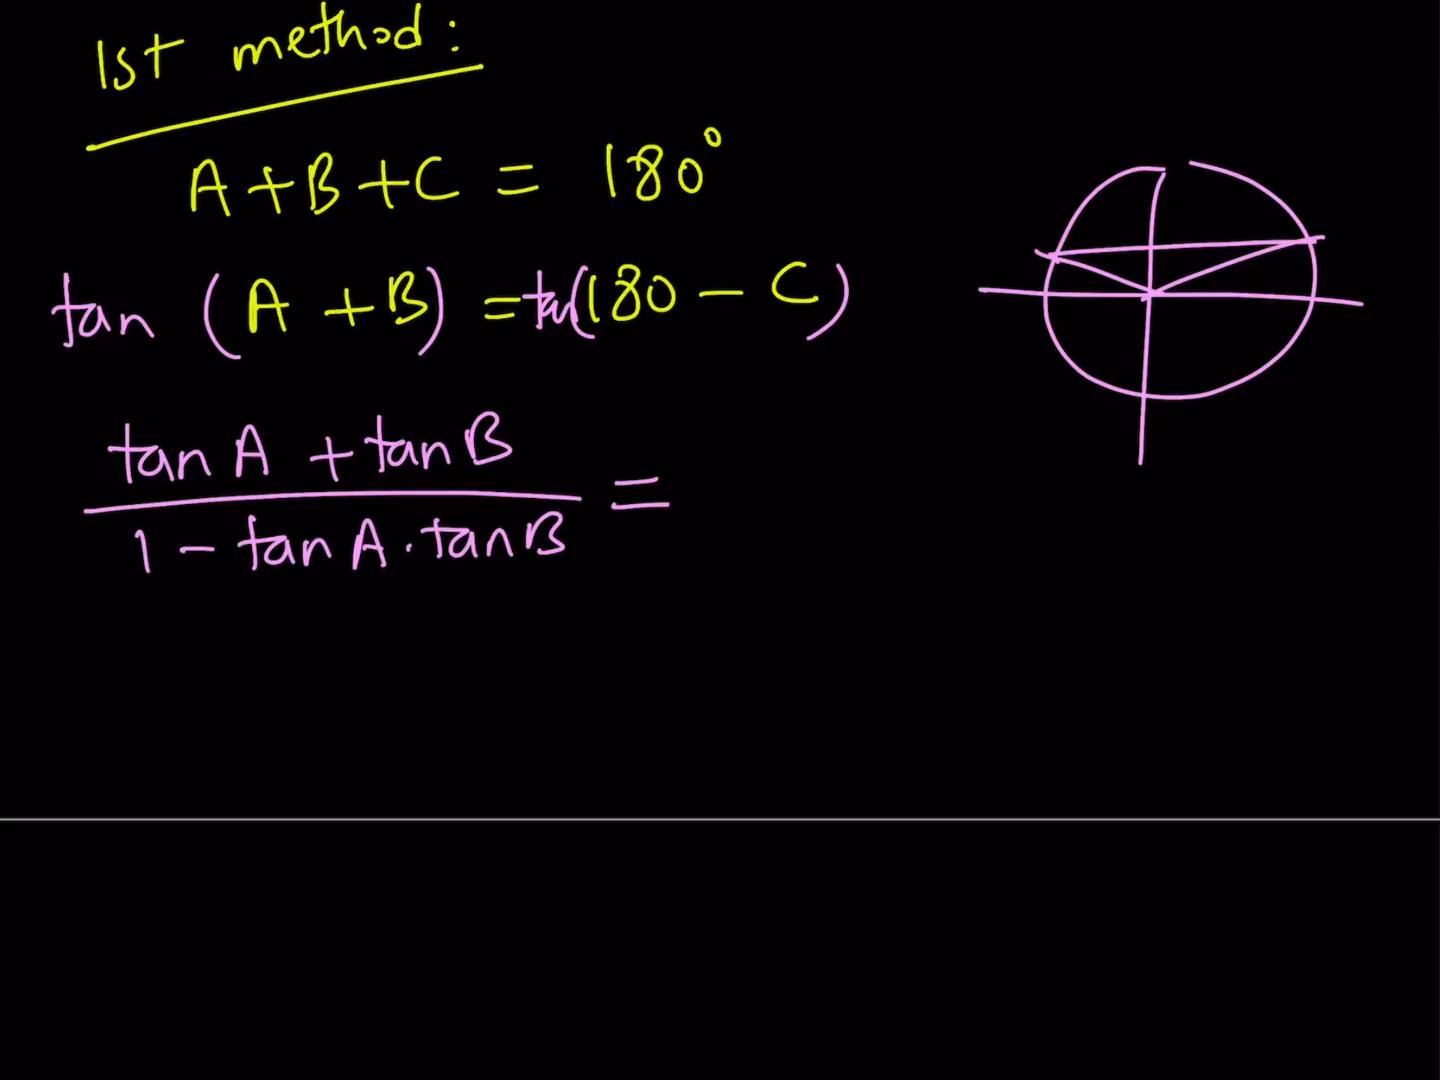 1st method:
A + B + C = 180°
tan (A + B) = tan(180 - C)
tan A + tan B
1 - tan A · tan B =